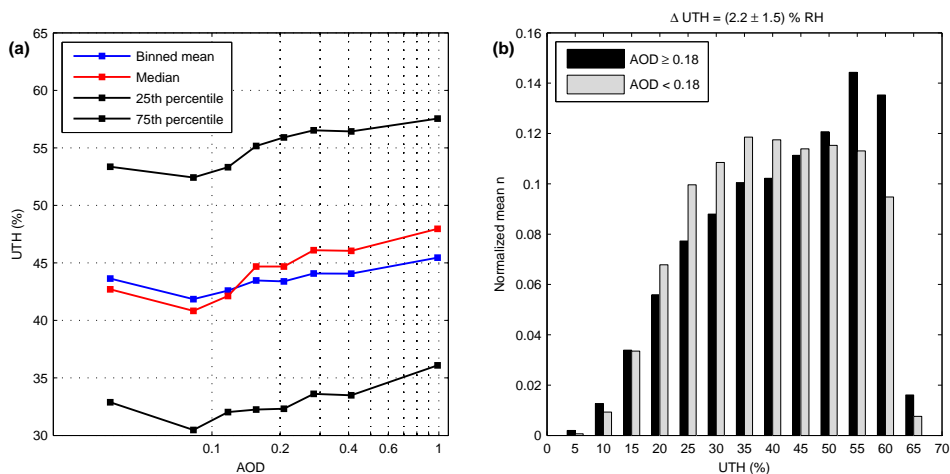 (a)
Binned mean
Median
25th percentile
75th percentile
65
60
55
50
45
40
35
30
UTH (%)
0.1 0.2 0.4 0.6 0.8 1
AOD
Δ UTH = (2.2 ± 1.5) % RH
(b)
AOD ≥ 0.18
AOD < 0.18
0.16
0.14
0.12
0.1
0.08
0.06
0.04
0.02
0
Normalized mean n
0 5 10 15 20 25 30 35 40 45 50 55 60 65 70
UTH (%)